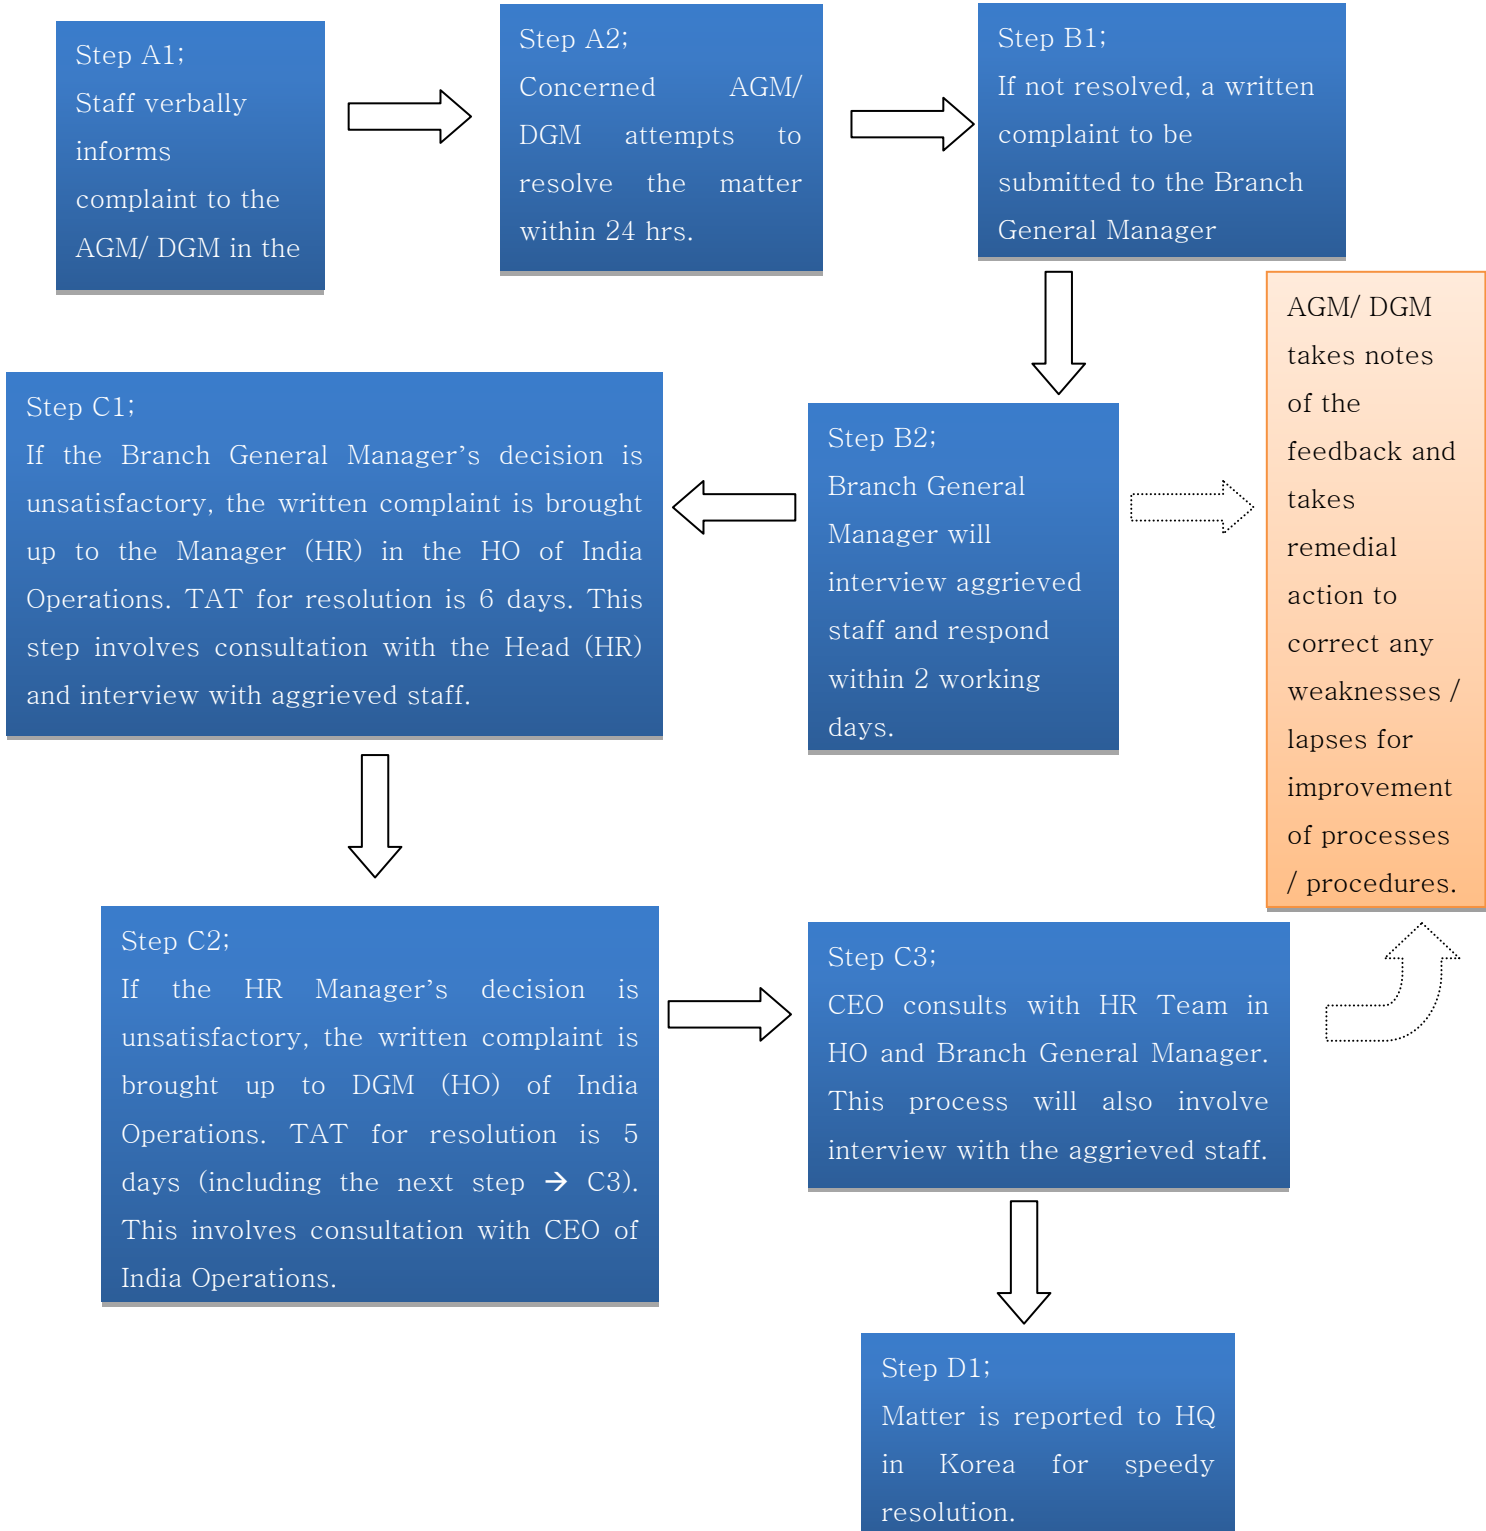 Step A1;
Staff verbally
informs
complaint to the
AGM/ DGM in the
Step A2;
Concerned AGM/
DGM attempts to
resolve the matter
within 24 hrs.
Step B1;
If not resolved, a written
complaint to be
submitted to the Branch
General Manager
Step B2;
Branch General
Manager will
interview aggrieved
staff and respond
within 2 working
days.
AGM/ DGM
takes notes
of the
feedback and
takes
remedial
action to
correct any
weaknesses /
lapses for
improvement
of processes
/ procedures.
Step C1;
If the Branch General Manager’s decision is
unsatisfactory, the written complaint is brought
up to the Manager (HR) in the HO of India
Operations. TAT for resolution is 6 days. This
step involves consultation with the Head (HR)
and interview with aggrieved staff.
Step C2;
If the HR Manager’s decision is
unsatisfactory, the written complaint is
brought up to DGM (HO) of India
Operations. TAT for resolution is 5
days (including the next step → C3).
This involves consultation with CEO of
India Operations.
Step C3;
CEO consults with HR Team in
HO and Branch General Manager.
This process will also involve
interview with the aggrieved staff.
Step D1;
Matter is reported to HQ
in Korea for speedy
resolution.